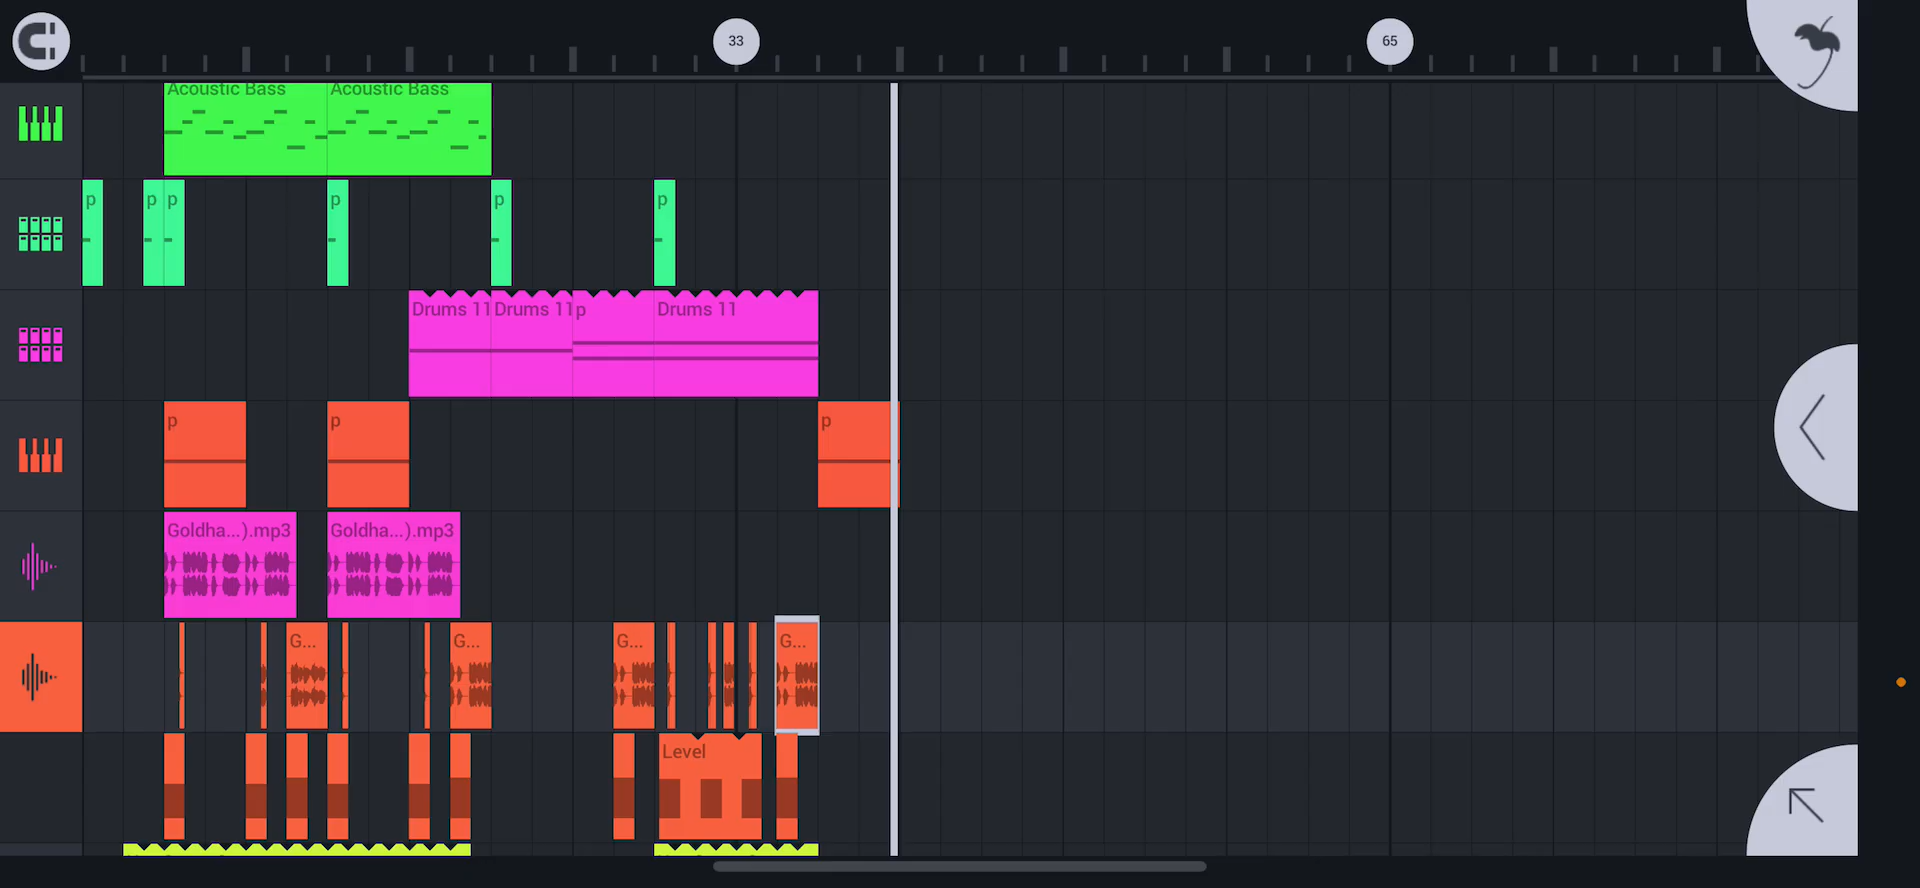 33
65
Acoustic Bass Acoustic Bass
p p p p p p
Drums 11 Drums 11 p Drums 11
p p p
Goldha...).mp3 Goldha...).mp3
G... G... G... G...
Level